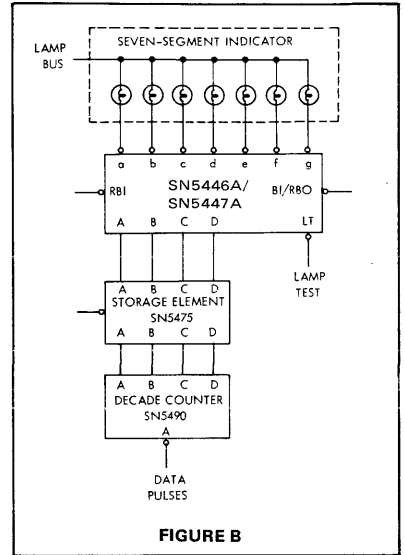 SEVEN-SEGMENT INDICATOR
LAMP
BUS
a b c d e f g
SN5446A/
SN5447A
RBI
BI/RBO
A B C D
LT
LAMP
TEST
A B C D
STORAGE ELEMENT
SN5475
A B C D
A B C D
DECADE COUNTER
SN5490
A
DATA
PULSES
FIGURE B